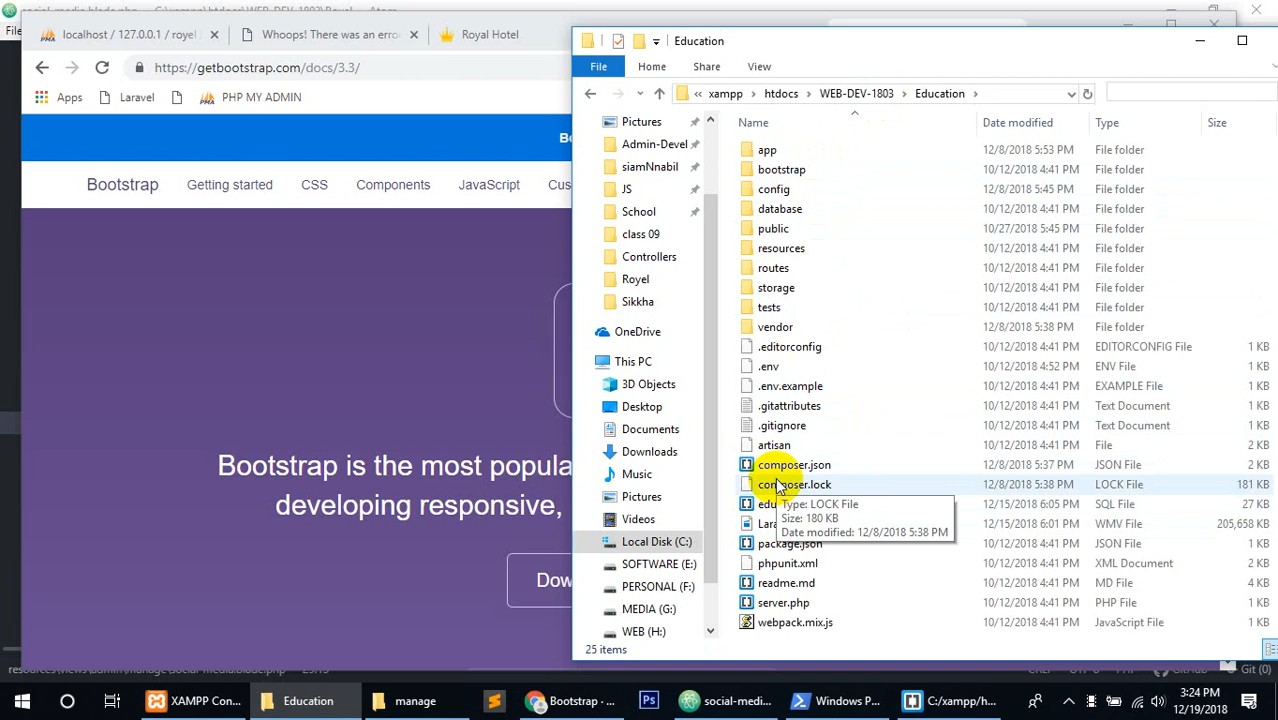 File
localhost / 127.0.0.1 / royel
Whoops! There was an erro
Royal Hotel
https://getbootstrap.com/docs/3.3/
Apps
Laravel
PHP MY ADMIN
Bootstrap
Getting started
CSS
Components
JavaScript
Cus
Bootstrap is the most popula
developing responsive,
Dow
Education
File
Home
Share
View
« xampp > htdocs > WEB-DEV-1803 > Education >
Name
Date modified
Type
Size
Pictures
Admin-Devel
siamNnabil
JS
School
class 09
Controllers
Royel
Sikkha
OneDrive
This PC
3D Objects
Desktop
Documents
Downloads
Music
Pictures
Videos
Local Disk (C:)
SOFTWARE (E:)
PERSONAL (F:)
MEDIA (G:)
WEB (H:)
app 12/8/2018 5:53 PM File folder
bootstrap 10/12/2018 4:41 PM File folder
config 12/8/2018 5:45 PM File folder
database 10/12/2018 4:41 PM File folder
public 10/27/2018 5:45 PM File folder
resources 10/12/2018 4:41 PM File folder
routes 10/12/2018 4:41 PM File folder
storage 10/12/2018 4:41 PM File folder
tests 10/12/2018 4:41 PM File folder
vendor 12/8/2018 5:38 PM File folder
.editorconfig 10/12/2018 4:41 PM EDITORCONFIG File 1 KB
.env 10/12/2018 4:52 PM ENV File 1 KB
.env.example 10/12/2018 4:41 PM EXAMPLE File 1 KB
.gitattributes 10/12/2018 4:41 PM Text Document 1 KB
.gitignore 10/12/2018 4:41 PM Text Document 1 KB
artisan 10/12/2018 4:41 PM File 2 KB
composer.json 12/8/2018 5:37 PM JSON File 2 KB
composer.lock 12/8/2018 5:38 PM LOCK File 181 KB
edu 12/15/2018 6:01 PM SQL File 27 KB
Lara 12/15/2018 6:01 PM WMV File 205,658 KB
package.json 10/12/2018 4:41 PM JSON File 2 KB
phpunit.xml 10/12/2018 4:41 PM XML Document 2 KB
readme.md 10/12/2018 4:41 PM MD File 4 KB
server.php 10/12/2018 4:41 PM PHP File 1 KB
webpack.mix.js 10/12/2018 4:41 PM JavaScript File 1 KB
Type: LOCK File
Size: 180 KB
Date modified: 12/8/2018 5:38 PM
25 items
Git (0)
XAMPP Con...
Education
manage
Bootstrap - ...
social-medi...
Windows P...
C:/xampp/h...
3:24 PM
12/19/2018